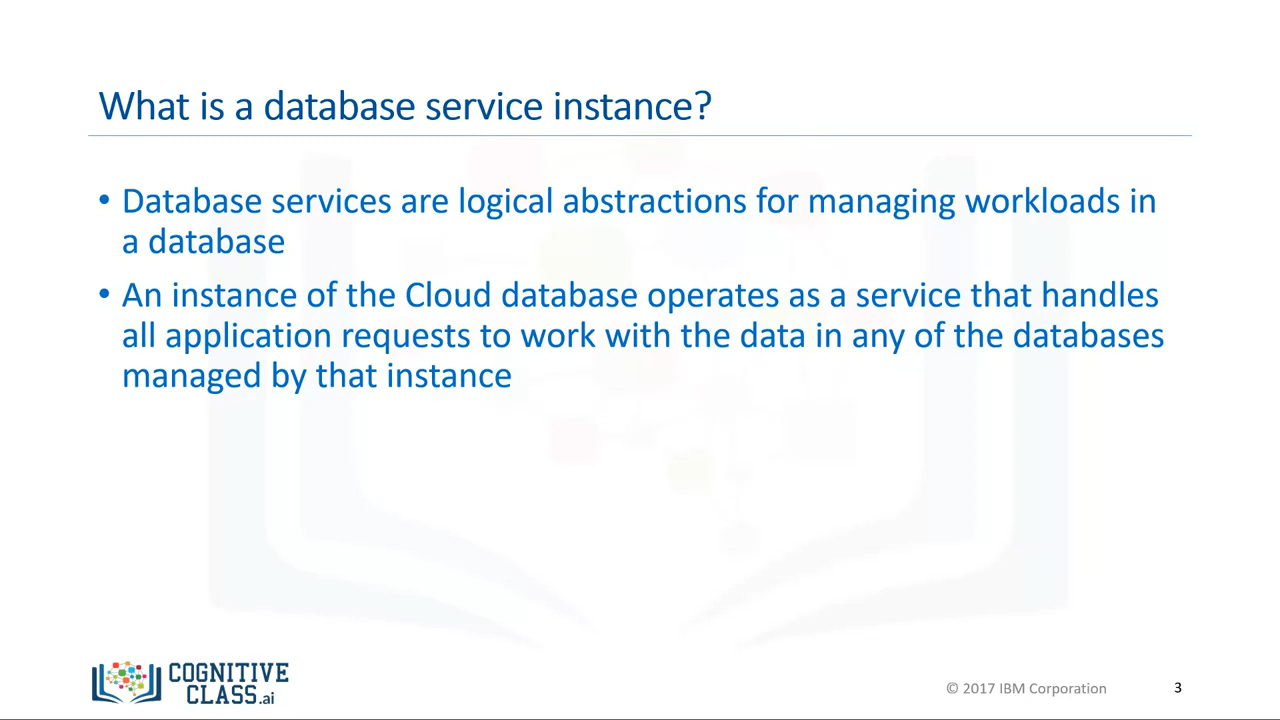 What is a database service instance?
• Database services are logical abstractions for managing workloads in
a database
• An instance of the Cloud database operates as a service that handles
all application requests to work with the data in any of the databases
managed by that instance
COGNITIVE
CLASS.ai
© 2017 IBM Corporation
3